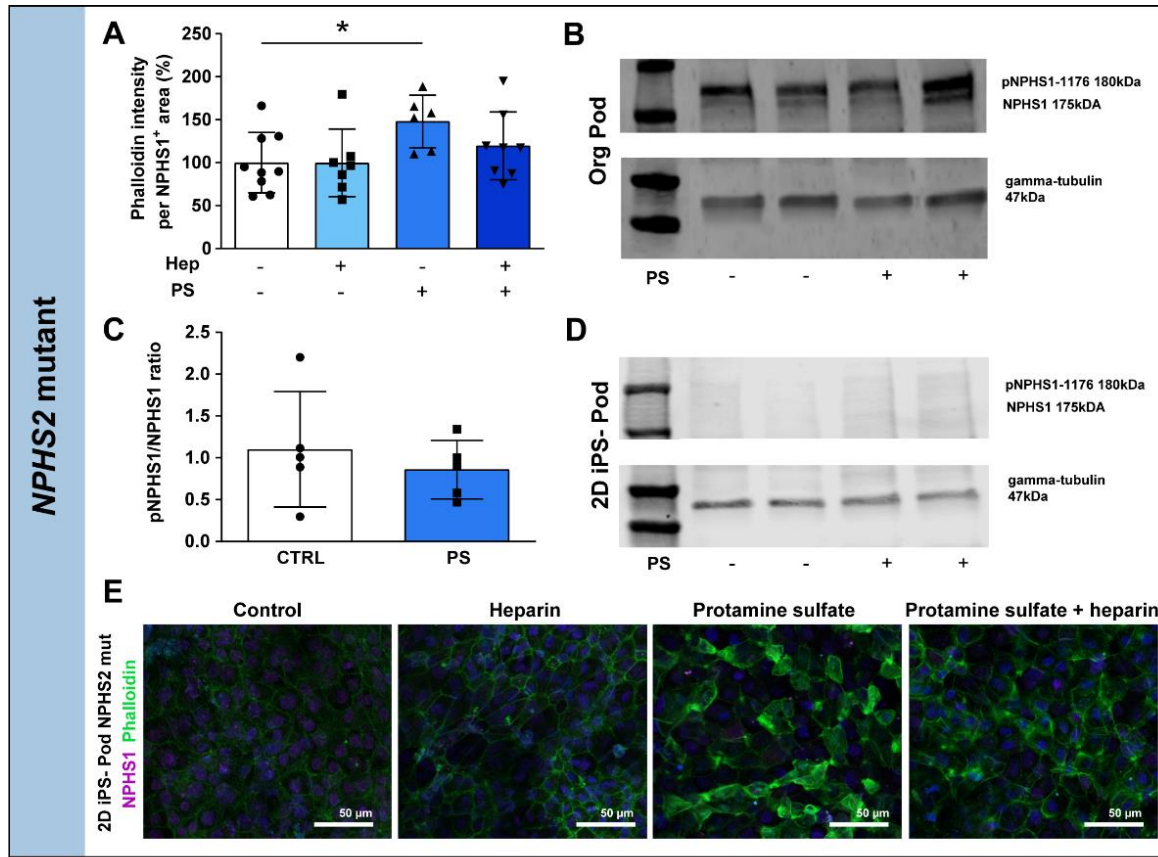 NPHS2 mutant
A
Phalloidin intensity
per NPHS1+ area (%)
250
200
150
100
50
0
*
Hep - + - +
PS - - + +
B
Org Pod
pNPHS1-1176 180kDa
NPHS1 175kDA
gamma-tubulin
47kDa
PS - - + +
C
pNPHS1/NPHS1 ratio
2.5
2.0
1.5
1.0
0.5
0.0
CTRL PS
D
2D iPS- Pod
pNPHS1-1176 180kDa
NPHS1 175kDA
gamma-tubulin
47kDa
PS - - + +
E
Control Heparin Protamine sulfate Protamine sulfate + heparin
2D iPS- Pod NPHS2 mut
NPHS1 Phalloidin
50 µm 50 µm 50 µm 50 µm